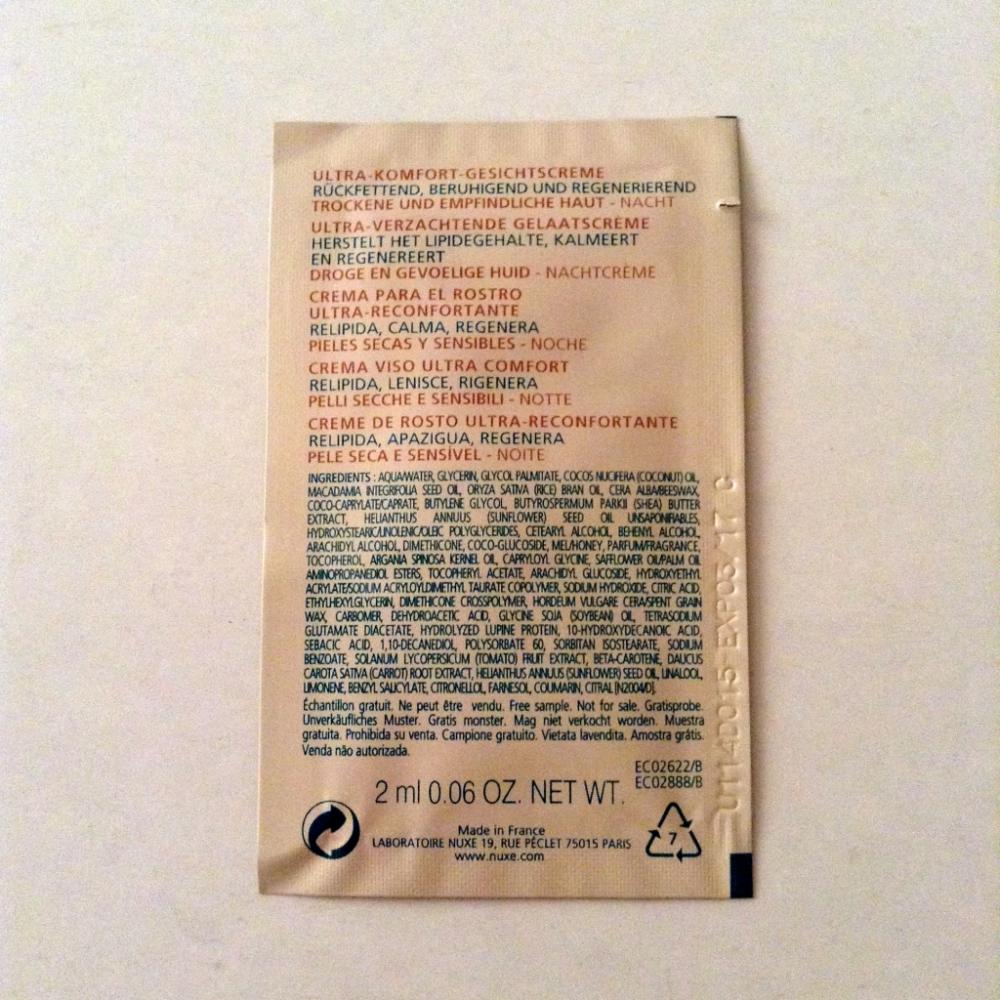 ULTRA-KOMFORT-GESICHTSCREME
RÜCKFETTEND, BERUHIGEND UND REGENERIEREND
TROCKENE UND EMPFINDLICHE HAUT - NACHT
ULTRA-VERZACHTENDE GELAATSCRÈME
HERSTELT HET LIPIDEGEHALTE, KALMEERT
EN REGENEREERT
DROGE EN GEVOELIGE HUID - NACHTCRÈME
CREMA PARA EL ROSTRO
ULTRA-RECONFORTANTE
RELIPIDA, CALMA, REGENERA
PIELES SECAS Y SENSIBLES - NOCHE
CREMA VISO ULTRA COMFORT
RELIPIDA, LENISCE, RIGENERA
PELLI SECCHE E SENSIBILI - NOTTE
CREME DE ROSTO ULTRA-RECONFORTANTE
RELIPIDA, APAZIGUA, REGENERA
PELE SECA E SENSÍVEL - NOITE
INGREDIENTS : AQUA/WATER, GLYCERIN, GLYCOL PALMITATE, COCOS NUCIFERA (COCONUT) OIL,
MACADAMIA INTEGRIFOLIA SEED OIL, ORYZA SATIVA (RICE) BRAN OIL, CERA ALBA/BEESWAX,
COCO-CAPRYLATE/CAPRATE, BUTYLENE GLYCOL, BUTYROSPERMUM PARKII (SHEA) BUTTER
EXTRACT, HELIANTHUS ANNUUS (SUNFLOWER) SEED OIL UNSAPONIFIABLES,
HYDROXYSTEARIC/LINOLENIC/OLEIC POLYGLYCERIDES, CETEARYL ALCOHOL, BEHENYL ALCOHOL,
ARACHIDYL ALCOHOL, DIMETHICONE, COCO-GLUCOSIDE, MEL/HONEY, PARFUM/FRAGRANCE,
TOCOPHEROL, ARGANIA SPINOSA KERNEL OIL, CAPRYLOYL GLYCINE, SAFFLOWER OIL/PALM OIL
AMINOPROPANEDIOL ESTERS, TOCOPHERYL ACETATE, ARACHIDYL GLUCOSIDE, HYDROXYETHYL
ACRYLATE/SODIUM ACRYLOYLDIMETHYL TAURATE COPOLYMER, SODIUM HYDROXIDE, CITRIC ACID,
ETHYLHEXYLGLYCERIN, DIMETHICONE CROSSPOLYMER, HORDEUM VULGARE CERA/SPENT GRAIN
WAX, CARBOMER, DEHYDROACETIC ACID, GLYCINE SOJA (SOYBEAN) OIL, TETRASODIUM
GLUTAMATE DIACETATE, HYDROLYZED LUPINE PROTEIN, 10-HYDROXYDECANOIC ACID,
SEBACIC ACID, 1,10-DECANEDIOL, POLYSORBATE 60, SORBITAN ISOSTEARATE, SODIUM
BENZOATE, SOLANUM LYCOPERSICUM (TOMATO) FRUIT EXTRACT, BETA-CAROTENE, DAUCUS
CAROTA SATIVA (CARROT) ROOT EXTRACT, HELIANTHUS ANNUUS (SUNFLOWER) SEED OIL, LINALOOL,
LIMONENE, BENZYL SALICYLATE, CITRONELLOL, FARNESOL, COUMARIN, CITRAL [N2004/D].
Échantillon gratuit. Ne peut être vendu. Free sample. Not for sale. Gratisprobe.
Unverkäufliches Muster. Gratis monster. Mag niet verkocht worden. Muestra
gratuita. Prohibida su venta. Campione gratuito. Vietata lavendita. Amostra grátis.
Venda não autorizada.
EC02622/B
EC02888/B
2 ml 0.06 OZ. NET WT.
Made in France
LABORATOIRE NUXE 19, RUE PÉCLET 75015 PARIS
www.nuxe.com
7
EXP05/17